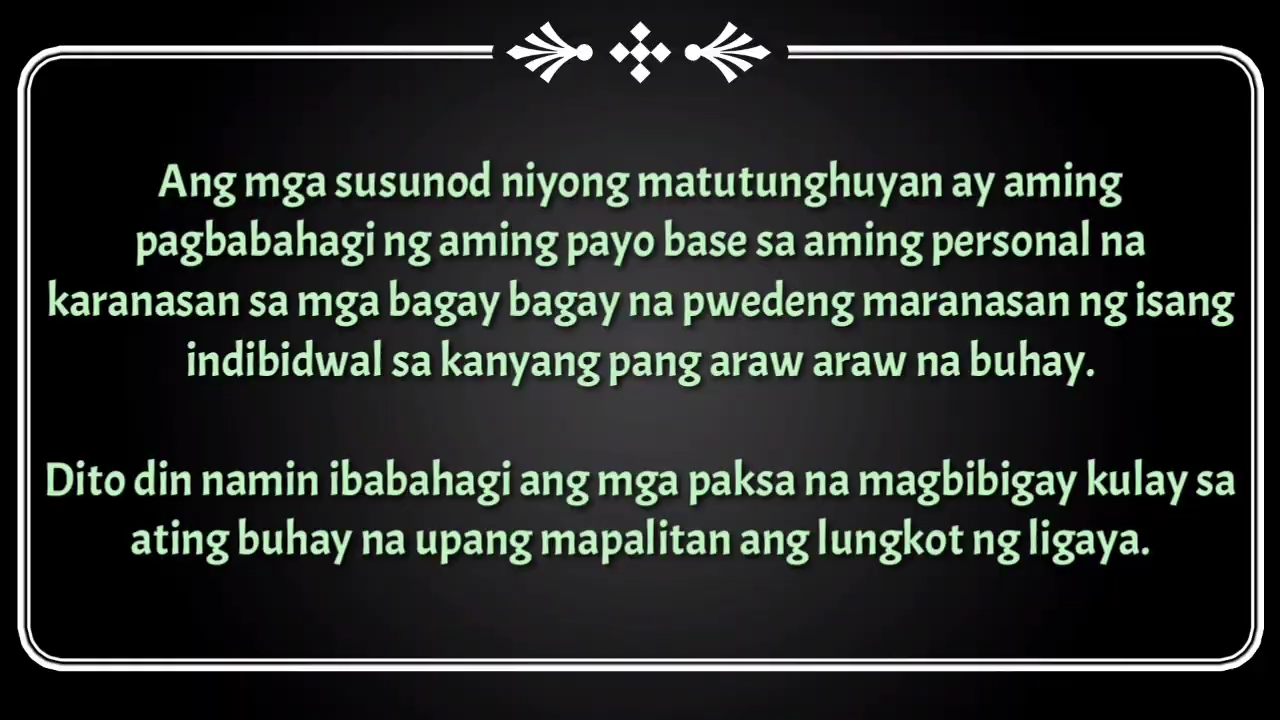 Ang mga susunod niyong matutunghuyan ay aming
pagbabahagi ng aming payo base sa aming personal na
karanasan sa mga bagay bagay na pwedeng maranasan ng isang
indibidwal sa kanyang pang araw araw na buhay.
Dito din namin ibabahagi ang mga paksa na magbibigay kulay sa
ating buhay na upang mapalitan ang lungkot ng ligaya.